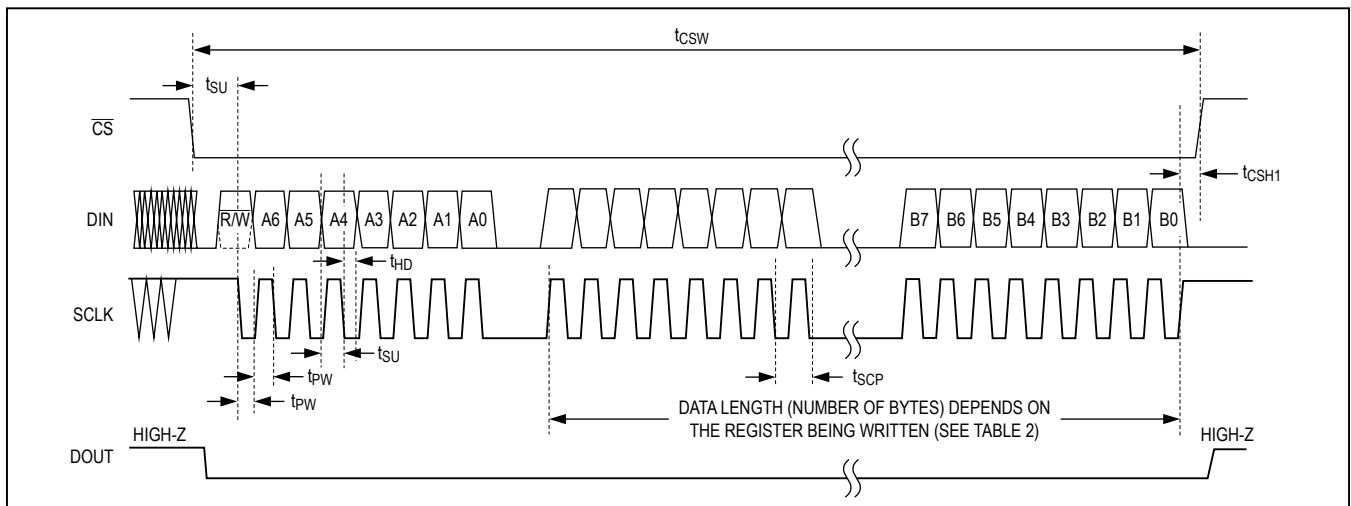 tCSW
tSU
CS
tCSH1
DIN R/W A6 A5 A4 A3 A2 A1 A0 B7 B6 B5 B4 B3 B2 B1 B0
tHD
SCLK
tSU
tPW tSCP
tPW
DATA LENGTH (NUMBER OF BYTES) DEPENDS ON
THE REGISTER BEING WRITTEN (SEE TABLE 2)
HIGH-Z HIGH-Z
DOUT